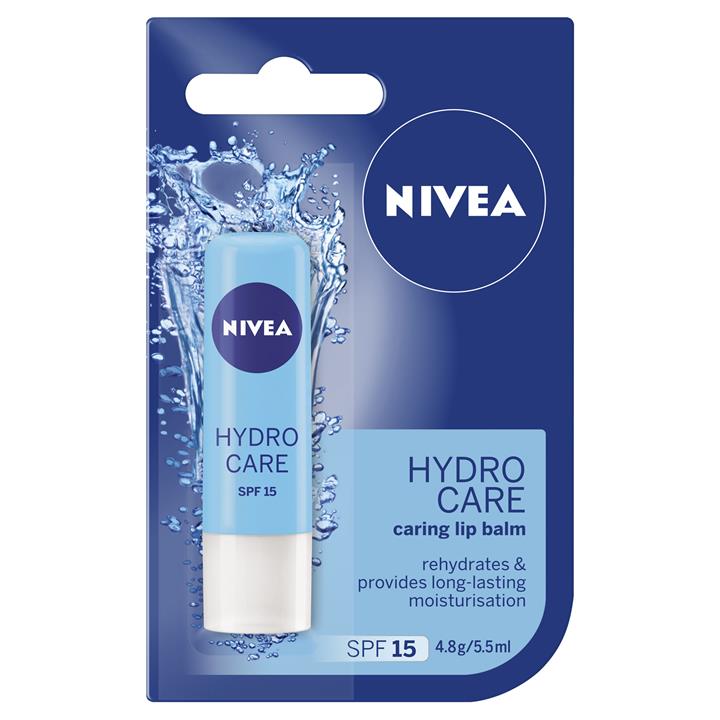 NIVEA
NIVEA
HYDRO
CARE
SPF 15
HYDRO
CARE
caring lip balm
rehydrates &
provides long-lasting
moisturisation
SPF 15 4.8g/5.5ml